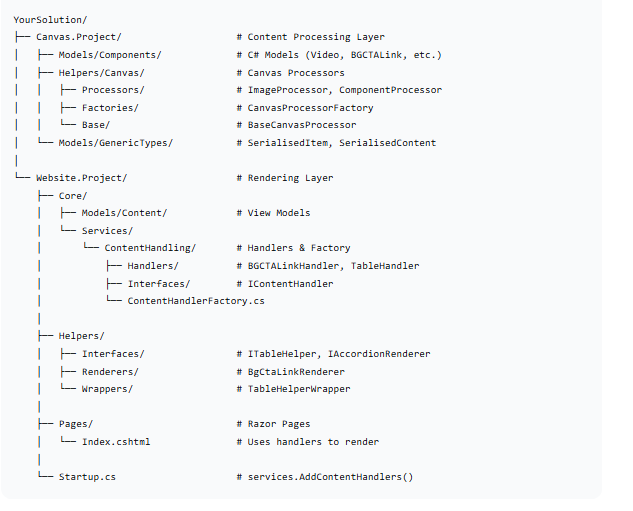 YourSolution/
├── Canvas.Project/ # Content Processing Layer
│ ├── Models/Components/ # C# Models (Video, BGCTALink, etc.)
│ ├── Helpers/Canvas/ # Canvas Processors
│ │ ├── Processors/ # ImageProcessor, ComponentProcessor
│ │ ├── Factories/ # CanvasProcessorFactory
│ │ └── Base/ # BaseCanvasProcessor
│ └── Models/GenericTypes/ # SerialisedItem, SerialisedContent
│
└── Website.Project/ # Rendering Layer
├── Core/
│ ├── Models/Content/ # View Models
│ └── Services/
│ └── ContentHandling/ # Handlers & Factory
│ ├── Handlers/ # BGCTALinkHandler, TableHandler
│ ├── Interfaces/ # IContentHandler
│ └── ContentHandlerFactory.cs
│
├── Helpers/
│ ├── Interfaces/ # ITableHelper, IAccordionRenderer
│ ├── Renderers/ # BgCtaLinkRenderer
│ └── Wrappers/ # TableHelperWrapper
│
├── Pages/ # Razor Pages
│ └── Index.cshtml # Uses handlers to render
│
└── Startup.cs # services.AddContentHandlers()